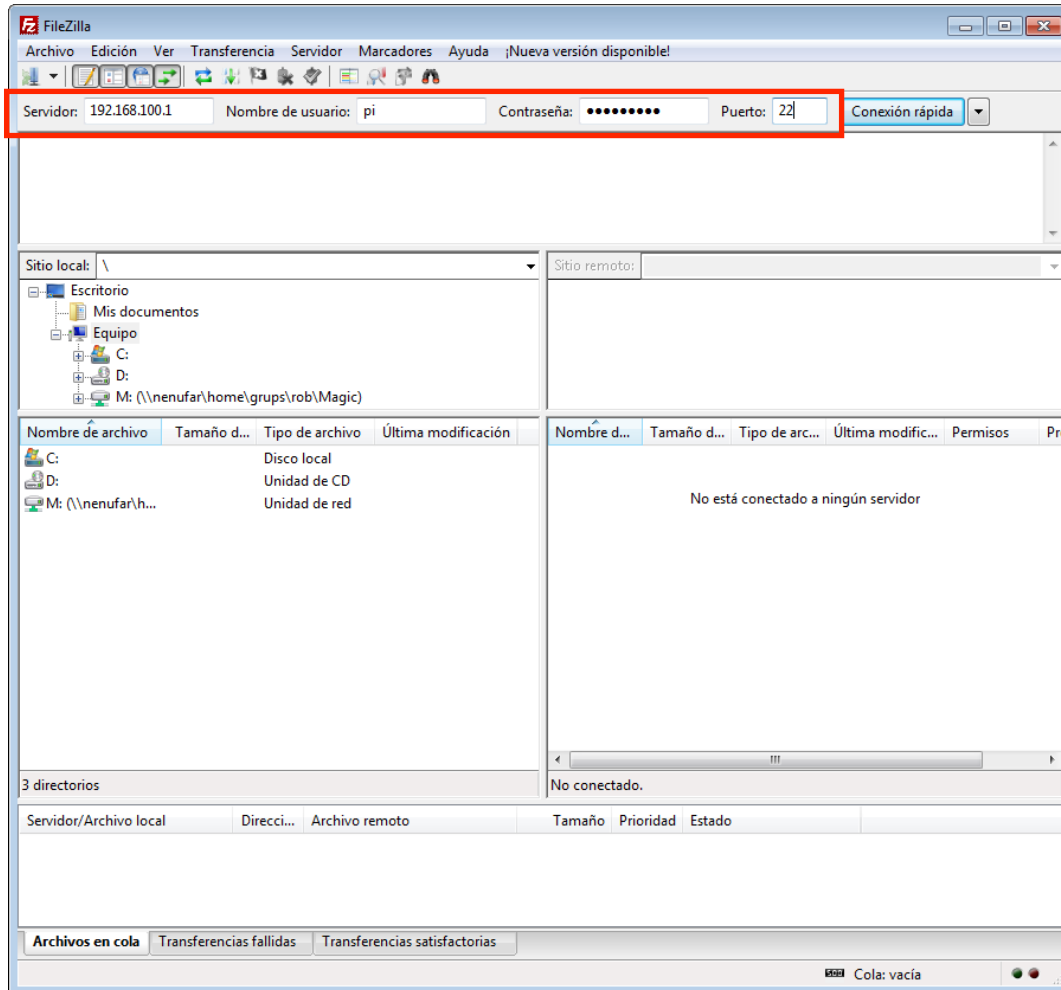 FileZilla
Archivo Edición Ver Transferencia Servidor Marcadores Ayuda ¡Nueva versión disponible!
Servidor: 192.168.100.1 Nombre de usuario: pi Contraseña: ●●●●●●●●● Puerto: 22 Conexión rápida
Sitio local: \ Sitio remoto:
Escritorio
Mis documentos
Equipo
C:
D:
M: (\\nenufar\home\grups\rob\Magic)
Nombre de archivo Tamaño d... Tipo de archivo Última modificación Nombre d... Tamaño d... Tipo de arc... Última modific... Permisos Pr
C: Disco local
D: Unidad de CD
M: (\\nenufar\h... Unidad de red
No está conectado a ningún servidor
3 directorios No conectado.
Servidor/Archivo local Direcci... Archivo remoto Tamaño Prioridad Estado
Archivos en cola Transferencias fallidas Transferencias satisfactorias
Cola: vacía